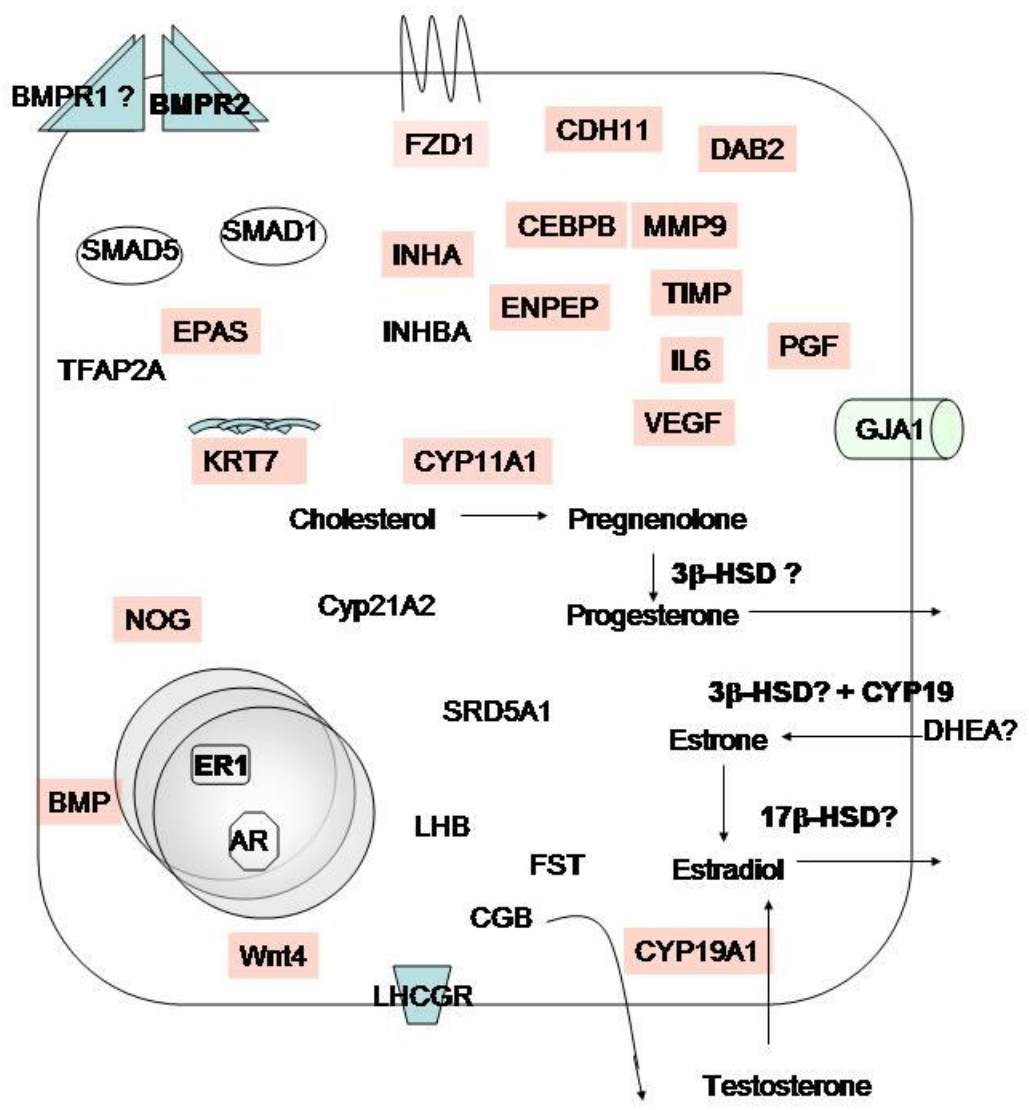 BMPR1 ?
BMPR2
FZD1
CDH11
DAB2
SMAD5
SMAD1
CEBPB
MMP9
INHA
ENPEP
TIMP
EPAS
INHBA
PGF
TFAP2A
IL6
VEGF
GJA1
KRT7
CYP11A1
Cholesterol
Pregnenolone
3β-HSD ?
NOG
Cyp21A2
Progesterone
3β-HSD? + CYP19
SRD5A1
Estrone
DHEA?
ER1
BMP
AR
LHB
17β-HSD?
FST
Estradiol
CGB
Wnt4
CYP19A1
LHCGR
Testosterone